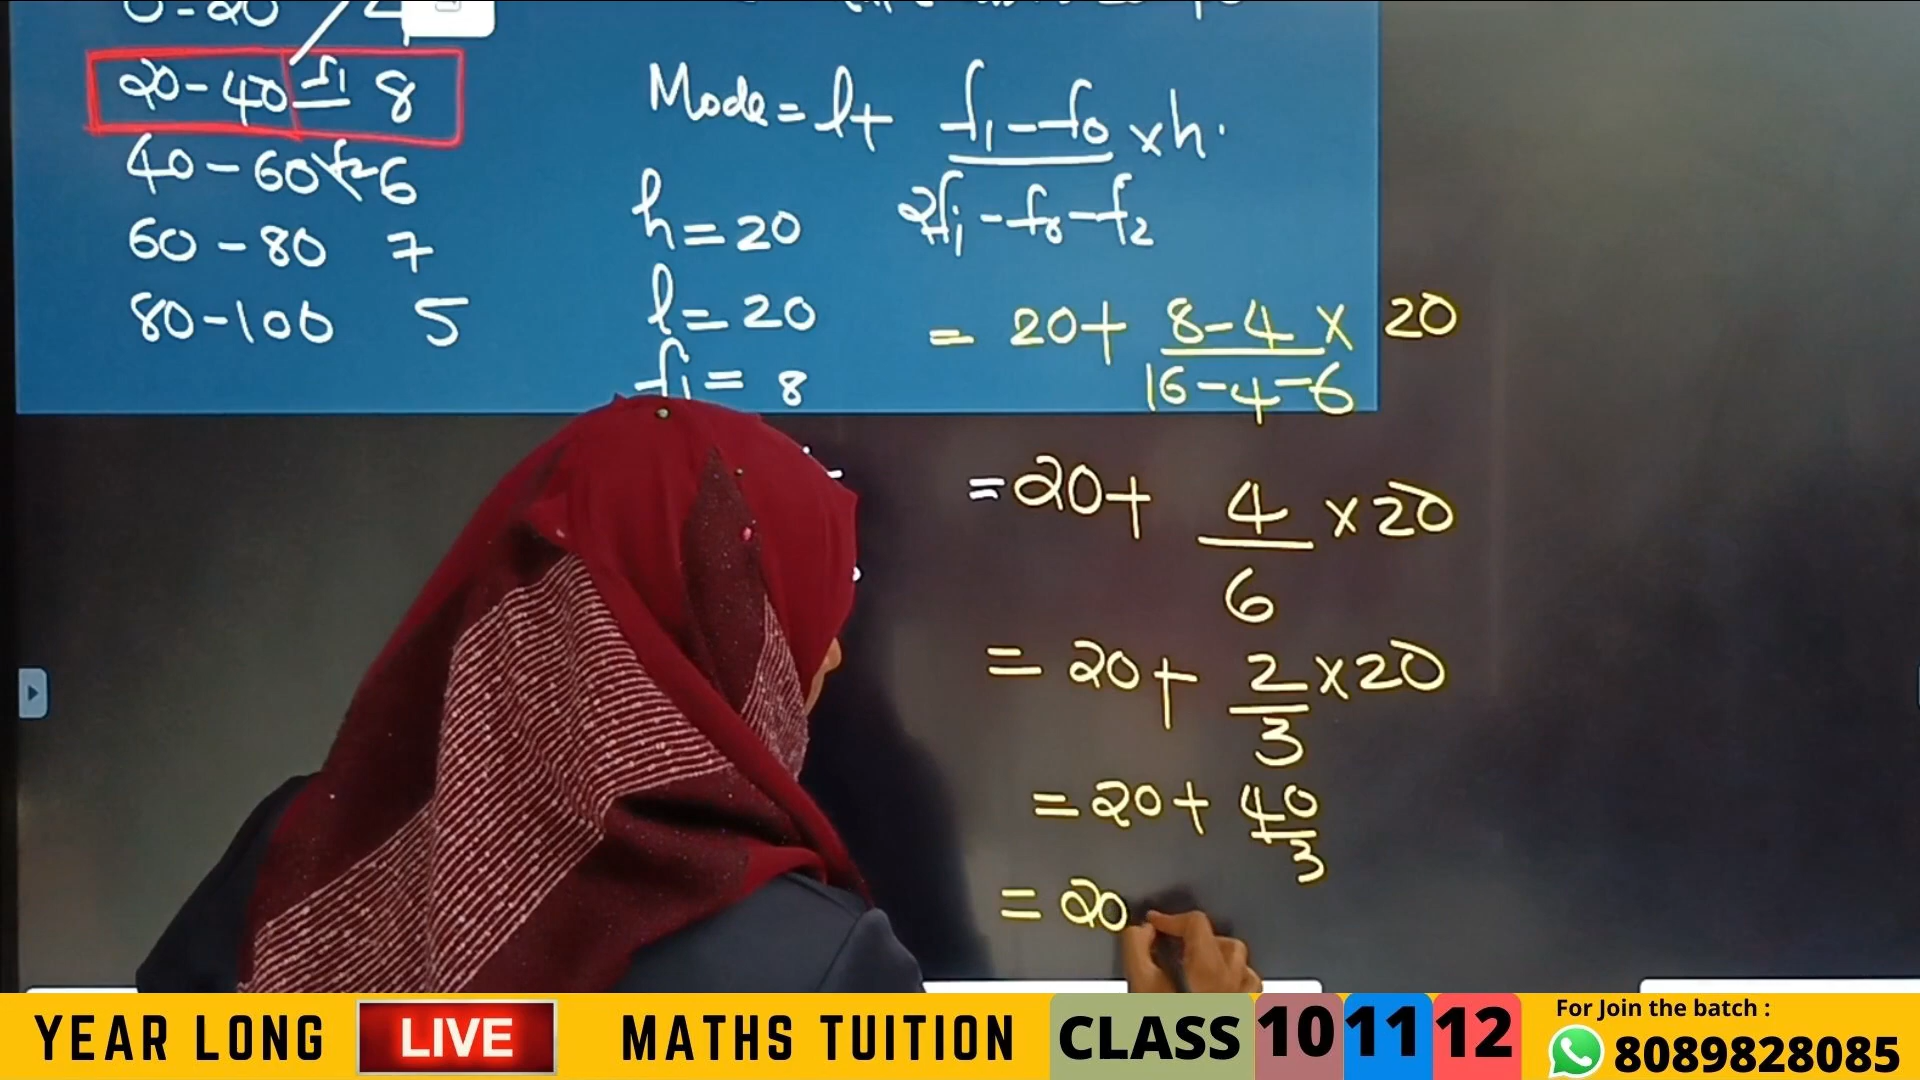 0-20 4
20-40 f₁ 8
40-60 f₂ 6
60-80 7
80-100 5
Mode = l + f₁-f₀ × h.
2f₁-f₀-f₂
h = 20
l = 20
f₁ = 8
= 20 + 8-4 × 20
16-4-6
= 20 + 4 × 20
6
= 20 + 2 × 20
3
= 20 + 40
3
= 20
YEAR LONG LIVE MATHS TUITION CLASS 10 11 12
For Join the batch :
8089828085